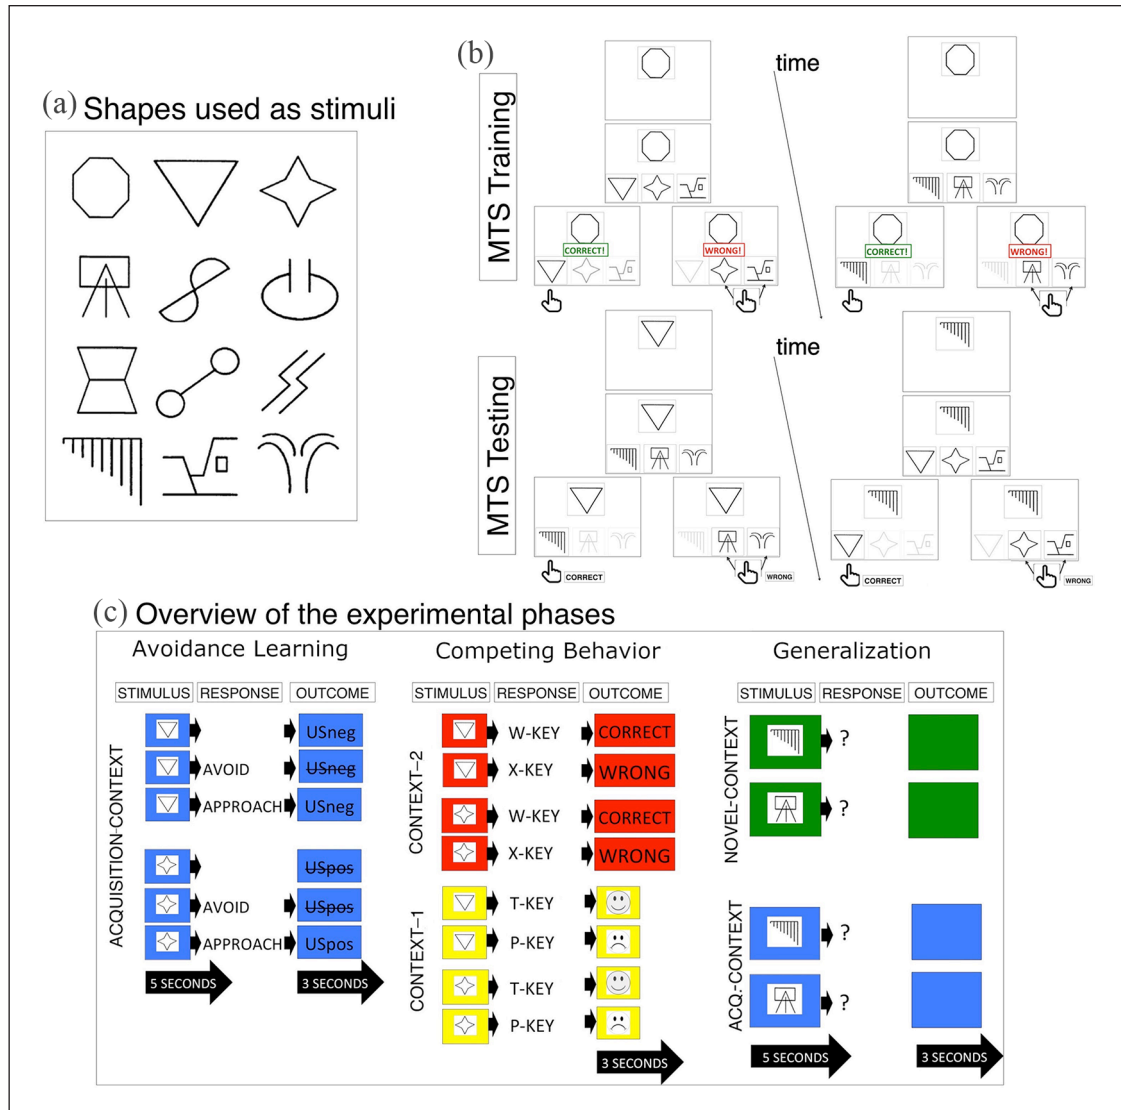 (a) Shapes used as stimuli
(b)
MTS Training
time
CORRECT!
WRONG!
CORRECT!
WRONG!
MTS Testing
time
CORRECT
WRONG
CORRECT
WRONG
(c) Overview of the experimental phases
Avoidance Learning
STIMULUS RESPONSE OUTCOME
ACQUISITION-CONTEXT
USneg
AVOID USneg
APPROACH USneg
USpos
AVOID USpos
APPROACH USpos
5 SECONDS 3 SECONDS
Competing Behavior
STIMULUS RESPONSE OUTCOME
CONTEXT–2
W-KEY CORRECT
X-KEY WRONG
W-KEY CORRECT
X-KEY WRONG
CONTEXT–1
T-KEY
P-KEY
T-KEY
P-KEY
3 SECONDS
Generalization
STIMULUS RESPONSE OUTCOME
NOVEL-CONTEXT
?
?
ACQ.-CONTEXT
?
?
5 SECONDS 3 SECONDS